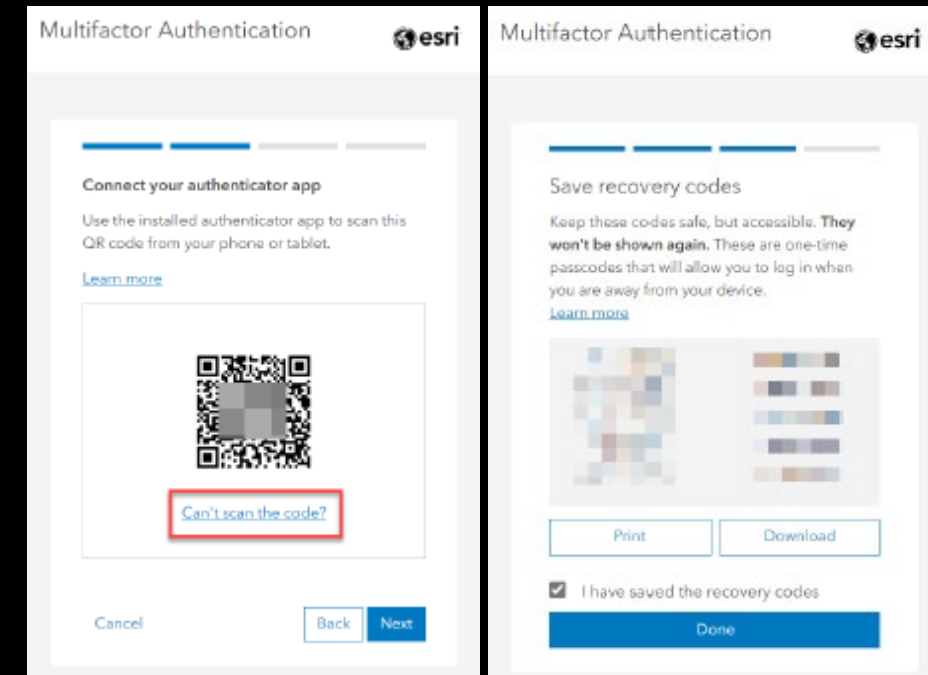 Multifactor Authentication
esri
Connect your authenticator app
Use the installed authenticator app to scan this
QR code from your phone or tablet.
Learn more
Can't scan the code?
Cancel
Back
Next
Multifactor Authentication
esri
Save recovery codes
Keep these codes safe, but accessible. They
won't be shown again. These are one-time
passcodes that will allow you to log in when
you are away from your device.
Learn more
Print
Download
I have saved the recovery codes
Done